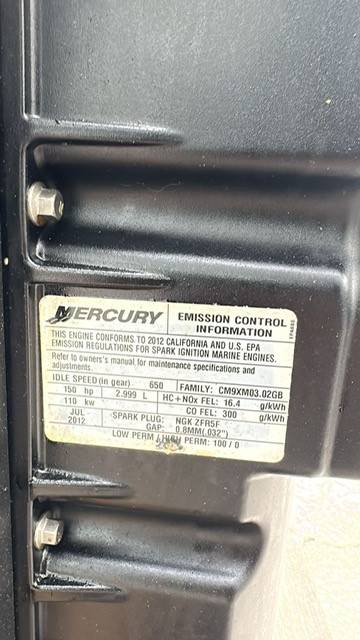 MERCURY
EMISSION CONTROL
INFORMATION
THIS ENGINE CONFORMS TO 2012 CALIFORNIA AND U.S. EPA
EMISSION REGULATIONS FOR SPARK IGNITION MARINE ENGINES.
Refer to owner's manual for maintenance specifications and
adjustments.
IDLE SPEED (in gear) 650 FAMILY: CM9XM03.02GB
150 hp 2.999 L HC+NOx FEL: 16.4 g/kWh
110 kw CO FEL: 300 g/kWh
JUL SPARK PLUG: NGK ZFR5F
2012 GAP: 0.8MM(.032")
LOW PERM / HIGH PERM: 100 / 0